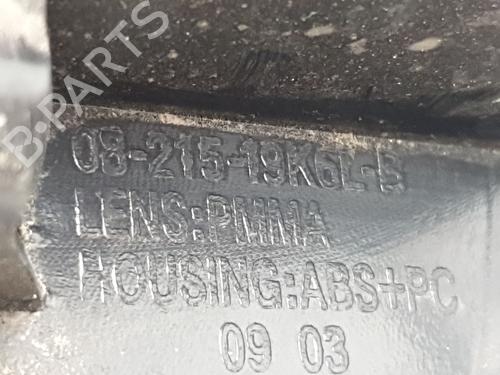 B-PARTS
08-215-19K6L-B
LENS:PMMA
HOUSING:ABS+PC
09 03